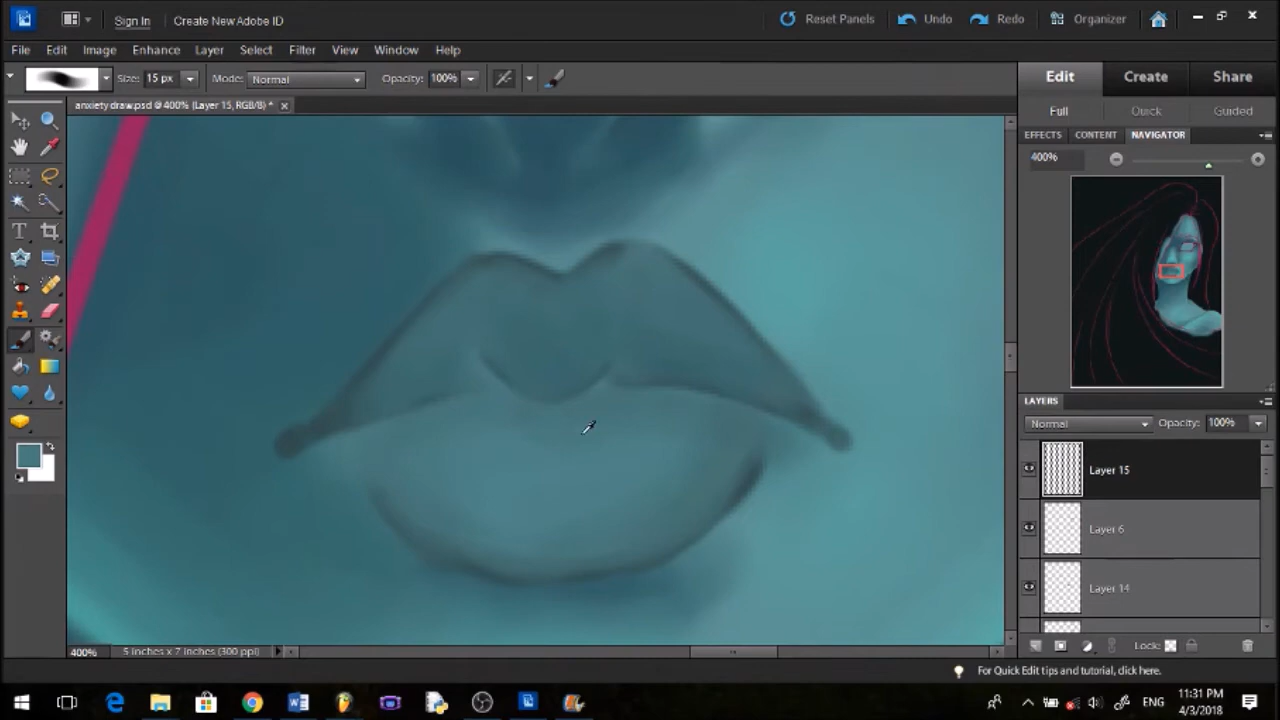 Sign In Create New Adobe ID Reset Panels Undo Redo Organizer
File Edit Image Enhance Layer Select Filter View Window Help
Size: 15 px Mode: Normal Opacity: 100%
Edit Create Share
anxiety draw.psd @ 400% (Layer 15, RGB/8) *
Full Quick Guided
EFFECTS CONTENT NAVIGATOR
400%
LAYERS
Normal Opacity: 100%
Layer 15
Layer 6
Layer 14
Lock:
400% 5 inches x 7 inches (300 ppi)
For Quick Edit tips and tutorial, click here.
ENG 11:31 PM
4/3/2018